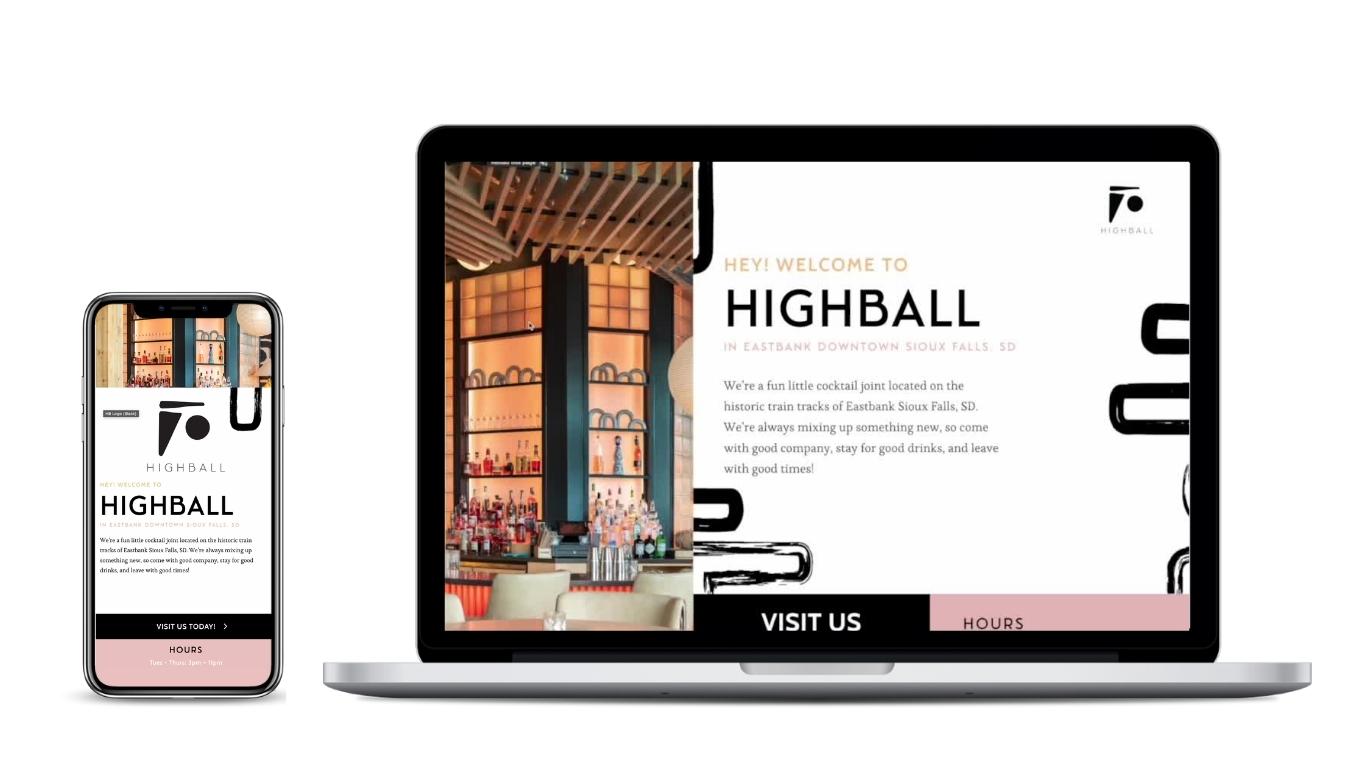 HB Logo (Black)
HIGHBALL
HEY! WELCOME TO
HIGHBALL
IN EASTBANK DOWNTOWN SIOUX FALLS, SD
We're a fun little cocktail joint located on the historic train
tracks of Eastbank Sioux Falls, SD. We're always mixing up
something new, so come with good company, stay for good
drinks, and leave with good times!
VISIT US TODAY! >
HOURS
Tues - Thurs: 3pm - 11pm
HIGHBALL
HEY! WELCOME TO
HIGHBALL
IN EASTBANK DOWNTOWN SIOUX FALLS, SD
We're a fun little cocktail joint located on the
historic train tracks of Eastbank Sioux Falls, SD.
We're always mixing up something new, so come
with good company, stay for good drinks, and leave
with good times!
VISIT US
HOURS